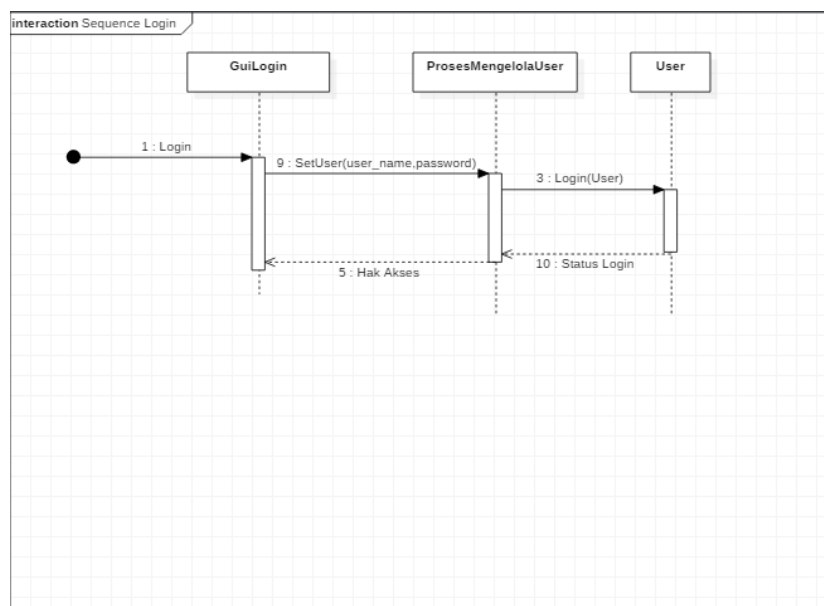 interaction Sequence Login
GuiLogin
ProsesMengelolaUser
User
1 : Login
9 : SetUser(user_name,password)
3 : Login(User)
10 : Status Login
5 : Hak Akses